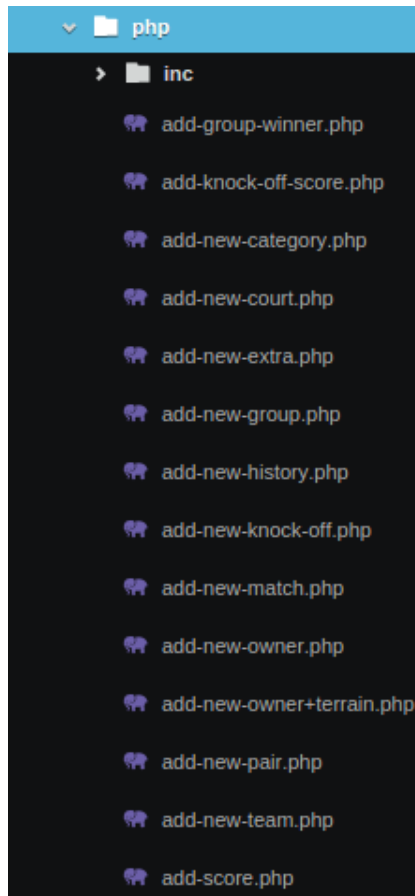 php
inc
add-group-winner.php
add-knock-off-score.php
add-new-category.php
add-new-court.php
add-new-extra.php
add-new-group.php
add-new-history.php
add-new-knock-off.php
add-new-match.php
add-new-owner.php
add-new-owner+terrain.php
add-new-pair.php
add-new-team.php
add-score.php